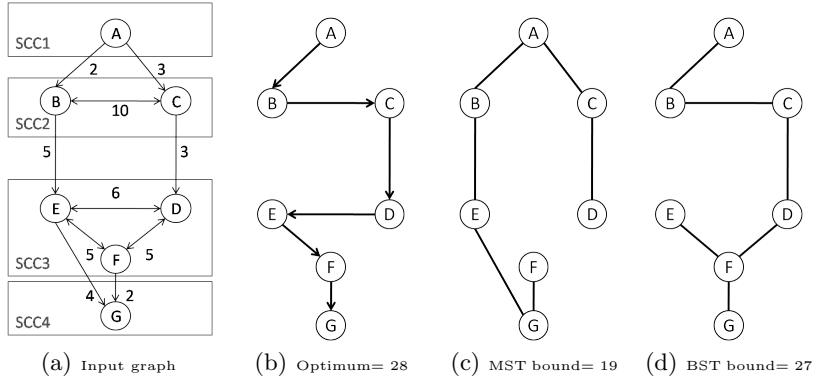 SCC1
A
2
3
SCC2
B
C
10
5
3
SCC3
E
6
D
5
5
F
4
2
SCC4
G
A
B
C
E
D
F
G
A
B
C
E
D
F
G
A
B
C
E
D
F
G
(a) Input graph
(b) Optimum= 28
(c) MST bound= 19
(d) BST bound= 27